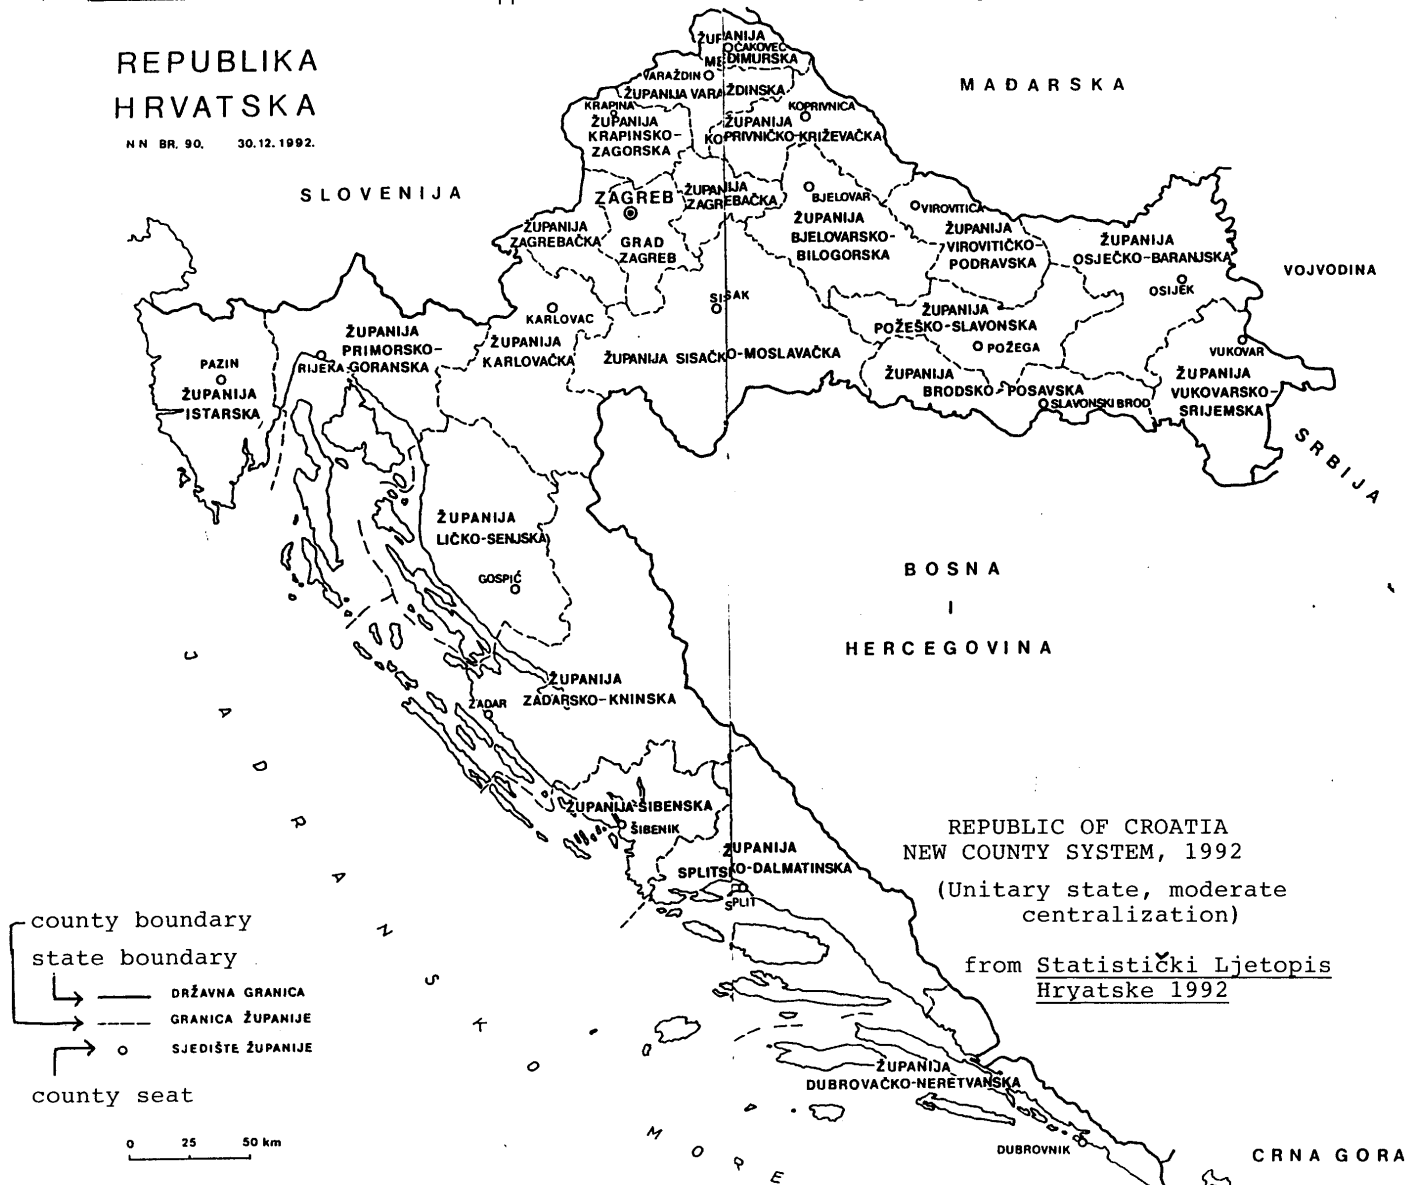 REPUBLIKA
HRVATSKA
NN BR. 90. 30.12.1992.
MAĐARSKA
SLOVENIJA
VOJVODINA
SRBIJA
BOSNA
I
HERCEGOVINA
CRNA GORA
JADRANSKO MORE
ŽUPANIJA
MEĐIMURSKA
ČAKOVEC
VARAŽDIN
ŽUPANIJA VARAŽDINSKA
KRAPINA
ŽUPANIJA
KRAPINSKO-
ZAGORSKA
KOPRIVNICA
ŽUPANIJA
KOPRIVNIČKO-KRIŽEVAČKA
ZAGREB
GRAD
ZAGREB
ŽUPANIJA
ZAGREBAČKA
ŽUPANIJA
ZAGREBAČKA
BJELOVAR
ŽUPANIJA
BJELOVARSKO-
BILOGORSKA
VIROVITICA
ŽUPANIJA
VIROVITIČKO-
PODRAVSKA
ŽUPANIJA
OSJEČKO-BARANJSKA
OSIJEK
SISAK
ŽUPANIJA SISAČKO-MOSLAVAČKA
KARLOVAC
ŽUPANIJA
KARLOVAČKA
ŽUPANIJA
PRIMORSKO-
GORANSKA
RIJEKA
PAZIN
ŽUPANIJA
ISTARSKA
ŽUPANIJA
POŽEŠKO-SLAVONSKA
POŽEGA
ŽUPANIJA
BRODSKO-POSAVSKA
SLAVONSKI BROD
VUKOVAR
ŽUPANIJA
VUKOVARSKO-
SRIJEMSKA
ŽUPANIJA
LIČKO-SENJSKA
GOSPIĆ
ŽUPANIJA
ZADARSKO-KNINSKA
ZADAR
ŽUPANIJA-ŠIBENSKA
ŠIBENIK
ŽUPANIJA
SPLITSKO-DALMATINSKA
SPLIT
ŽUPANIJA
DUBROVAČKO-NERETVANSKA
DUBROVNIK
REPUBLIC OF CROATIA
NEW COUNTY SYSTEM, 1992
(Unitary state, moderate
centralization)
from Statistički Ljetopis
Hryatske 1992
county boundary
state boundary
DRŽAVNA GRANICA
GRANICA ŽUPANIJE
SJEDIŠTE ŽUPANIJE
county seat
0 25 50 km